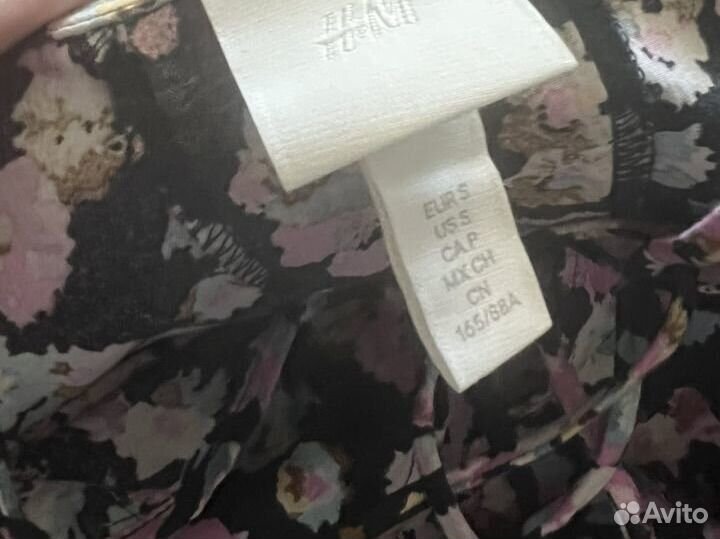 EUR S
US S
CA P
MX CH
CN
165/88A
Avito